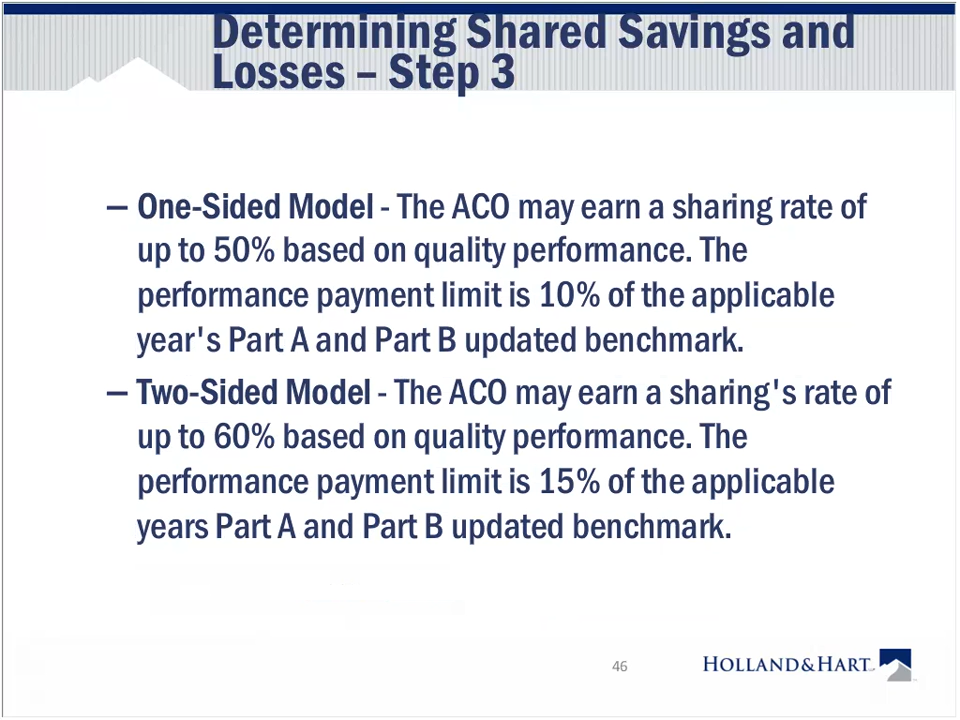 Determining Shared Savings and
Losses – Step 3
– One-Sided Model - The ACO may earn a sharing rate of
up to 50% based on quality performance. The
performance payment limit is 10% of the applicable
year's Part A and Part B updated benchmark.
– Two-Sided Model - The ACO may earn a sharing's rate of
up to 60% based on quality performance. The
performance payment limit is 15% of the applicable
years Part A and Part B updated benchmark.
46
HOLLAND&HART